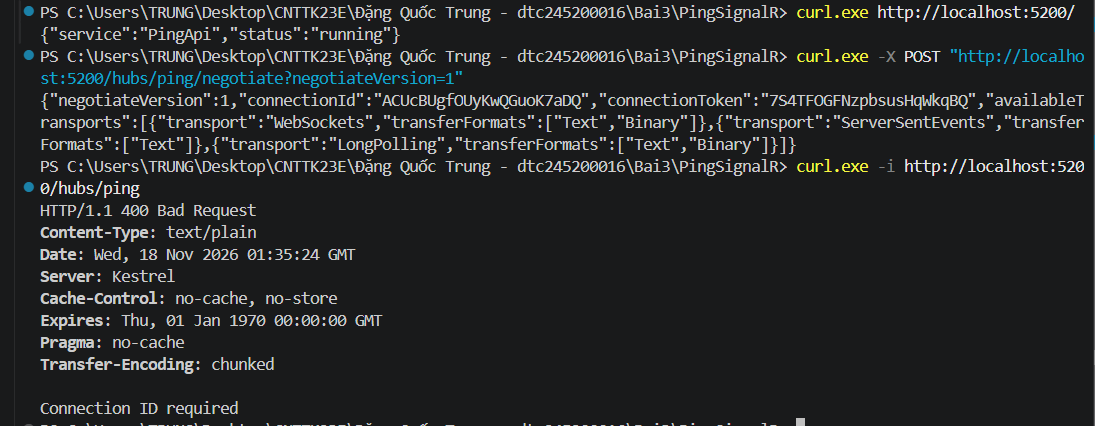 PS C:\Users\TRUNG\Desktop\CNTTK23E\Đặng Quốc Trung - dtc245200016\Bai3\PingSignalR> curl.exe http://localhost:5200/
{"service":"PingApi","status":"running"}
PS C:\Users\TRUNG\Desktop\CNTTK23E\Đặng Quốc Trung - dtc245200016\Bai3\PingSignalR> curl.exe -X POST "http://localho
st:5200/hubs/ping/negotiate?negotiateVersion=1"
{"negotiateVersion":1,"connectionId":"ACUcBUgfOUyKwQGuoK7aDQ","connectionToken":"7S4TFOGFNzpbsusHqWkqBQ","availableT
ransports":[{"transport":"WebSockets","transferFormats":["Text","Binary"]},{"transport":"ServerSentEvents","transfer
Formats":["Text"]},{"transport":"LongPolling","transferFormats":["Text","Binary"]}]}
PS C:\Users\TRUNG\Desktop\CNTTK23E\Đặng Quốc Trung - dtc245200016\Bai3\PingSignalR> curl.exe -i http://localhost:520
0/hubs/ping
HTTP/1.1 400 Bad Request
Content-Type: text/plain
Date: Wed, 18 Nov 2026 01:35:24 GMT
Server: Kestrel
Cache-Control: no-cache, no-store
Expires: Thu, 01 Jan 1970 00:00:00 GMT
Pragma: no-cache
Transfer-Encoding: chunked

Connection ID required